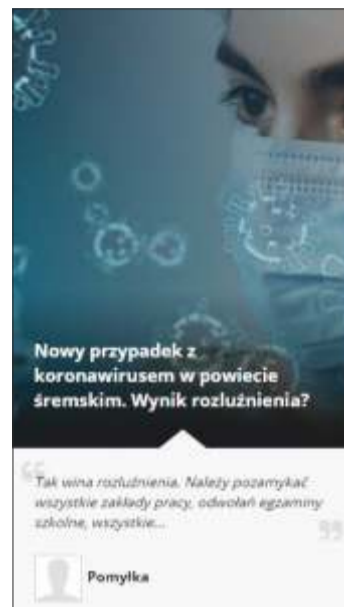 Nowy przypadek z
koronawirusem w powiecie
śremskim. Wynik rozluźnienia?
Tak wina rozluźnienia. Należy pozamykać
wszystkie zakłady pracy, odwołań egzaminy
szkolne, wszystkie...
Pomyłka